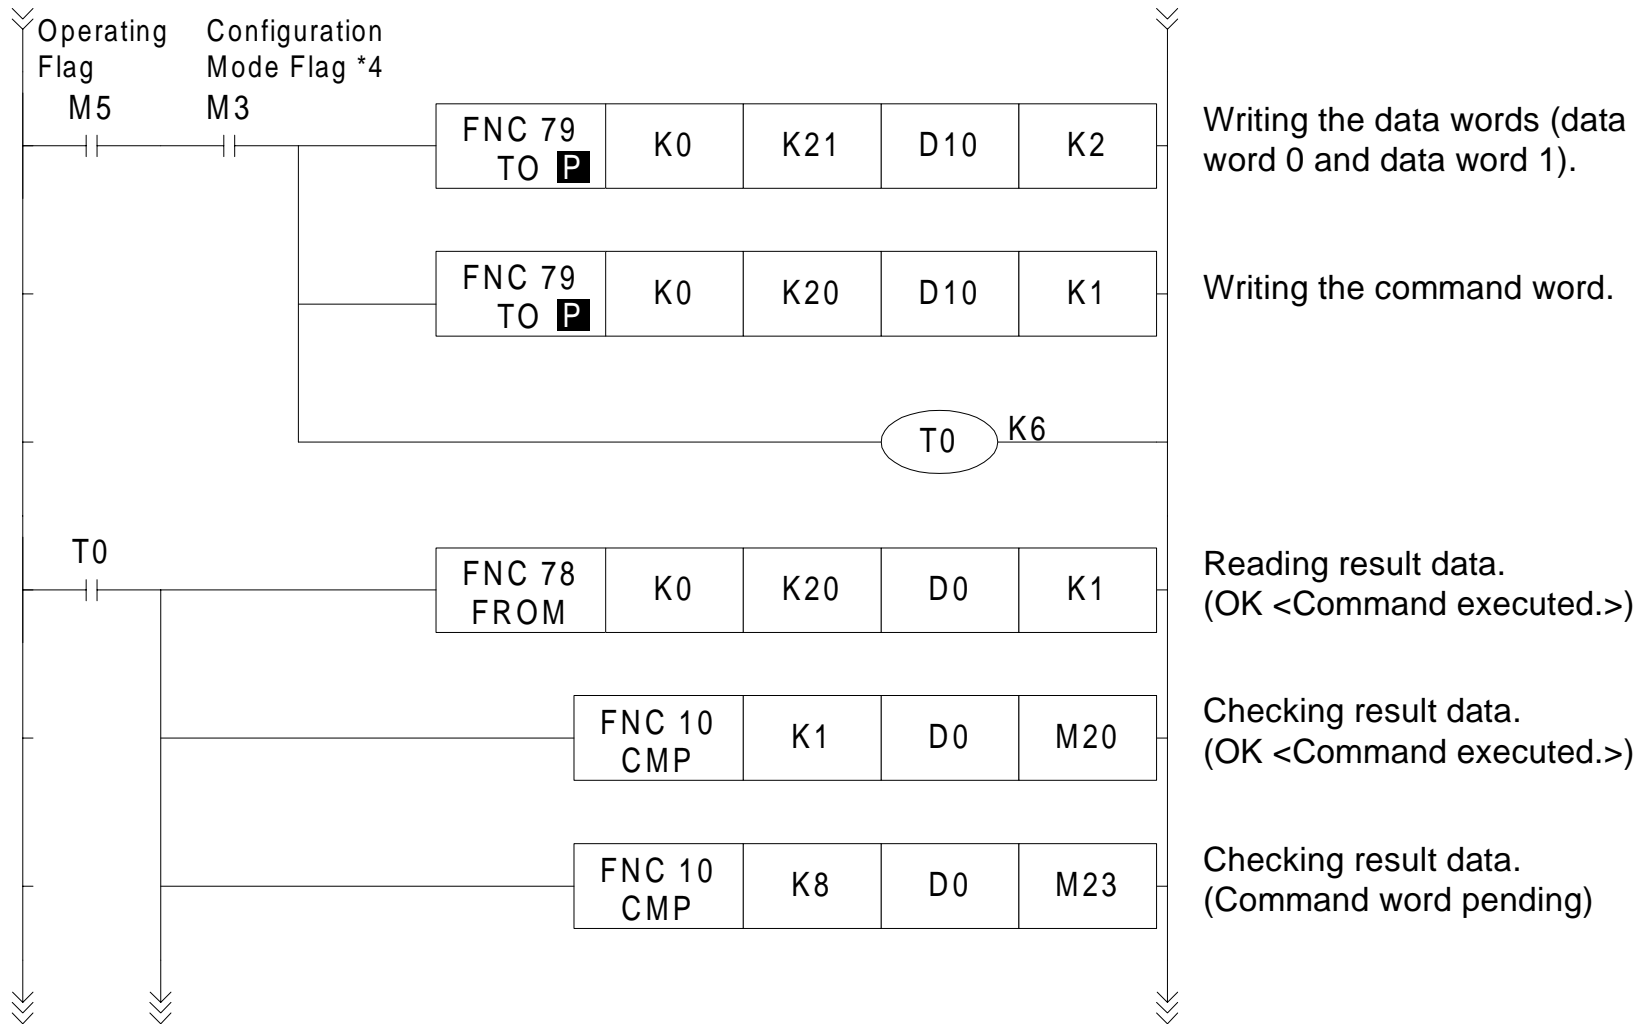 Operating Configuration
Flag Mode Flag *4
M5 M3
FNC 79 K0 K21 D10 K2
TO P
Writing the data words (data
word 0 and data word 1).
FNC 79 K0 K20 D10 K1
TO P
Writing the command word.
T0 K6
T0
FNC 78 K0 K20 D0 K1
FROM
Reading result data.
(OK <Command executed.>)
FNC 10 K1 D0 M20
CMP
Checking result data.
(OK <Command executed.>)
FNC 10 K8 D0 M23
CMP
Checking result data.
(Command word pending)